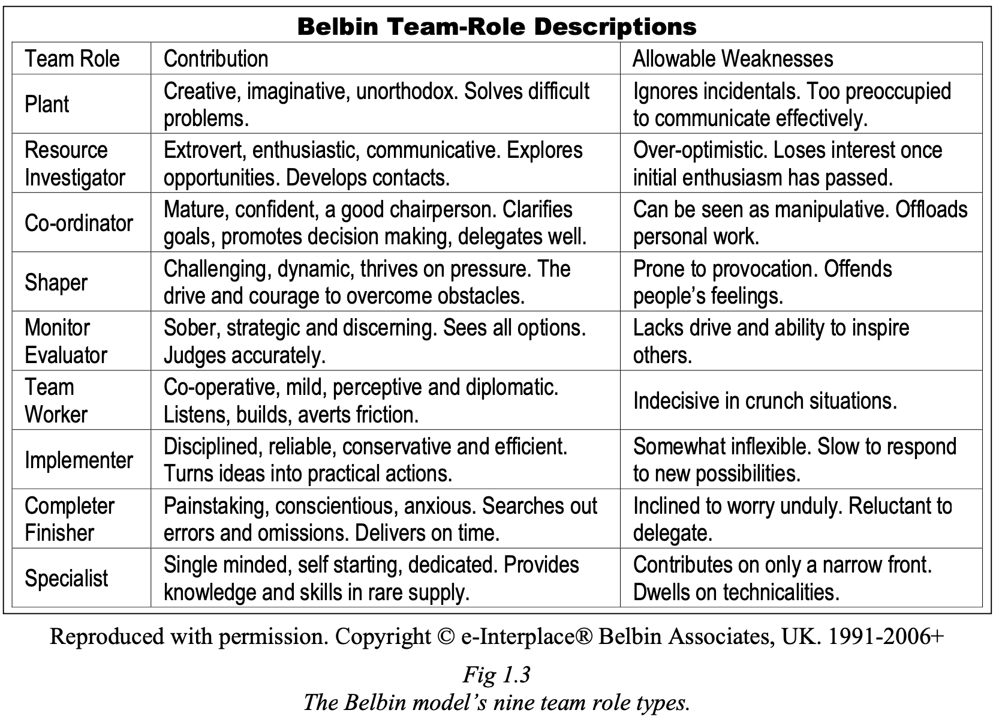 Belbin Team-Role Descriptions
Team Role Contribution Allowable Weaknesses
Plant
Creative, imaginative, unorthodox. Solves difficult
problems.
Ignores incidentals. Too preoccupied
to communicate effectively.
Resource
Investigator
Extrovert, enthusiastic, communicative. Explores
opportunities. Develops contacts.
Over-optimistic. Loses interest once
initial enthusiasm has passed.
Co-ordinator
Mature, confident, a good chairperson. Clarifies
goals, promotes decision making, delegates well.
Can be seen as manipulative. Offloads
personal work.
Shaper
Challenging, dynamic, thrives on pressure. The
drive and courage to overcome obstacles.
Prone to provocation. Offends
people’s feelings.
Monitor
Evaluator
Sober, strategic and discerning. Sees all options.
Judges accurately.
Lacks drive and ability to inspire
others.
Team
Worker
Co-operative, mild, perceptive and diplomatic.
Listens, builds, averts friction.
Indecisive in crunch situations.
Implementer
Disciplined, reliable, conservative and efficient.
Turns ideas into practical actions.
Somewhat inflexible. Slow to respond
to new possibilities.
Completer
Finisher
Painstaking, conscientious, anxious. Searches out
errors and omissions. Delivers on time.
Inclined to worry unduly. Reluctant to
delegate.
Specialist
Single minded, self starting, dedicated. Provides
knowledge and skills in rare supply.
Contributes on only a narrow front.
Dwells on technicalities.
Reproduced with permission. Copyright © e-Interplace® Belbin Associates, UK. 1991-2006+
Fig 1.3
The Belbin model’s nine team role types.